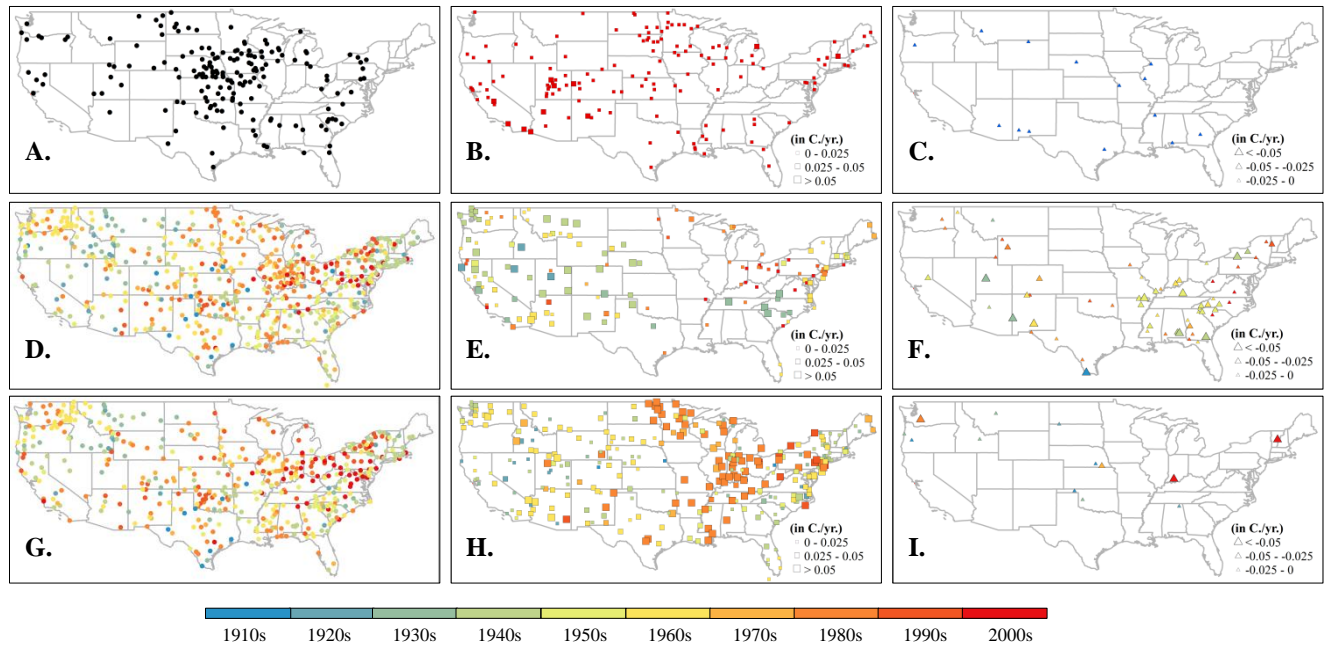 A.
B.
(in C./yr.)
0 - 0.025
0.025 - 0.05
> 0.05
C.
(in C./yr.)
< -0.05
-0.05 - -0.025
-0.025 - 0
D.
E.
(in C./yr.)
0 - 0.025
0.025 - 0.05
> 0.05
F.
(in C./yr.)
< -0.05
-0.05 - -0.025
-0.025 - 0
G.
H.
(in C./yr.)
0 - 0.025
0.025 - 0.05
> 0.05
I.
(in C./yr.)
< -0.05
-0.05 - -0.025
-0.025 - 0
1910s 1920s 1930s 1940s 1950s 1960s 1970s 1980s 1990s 2000s